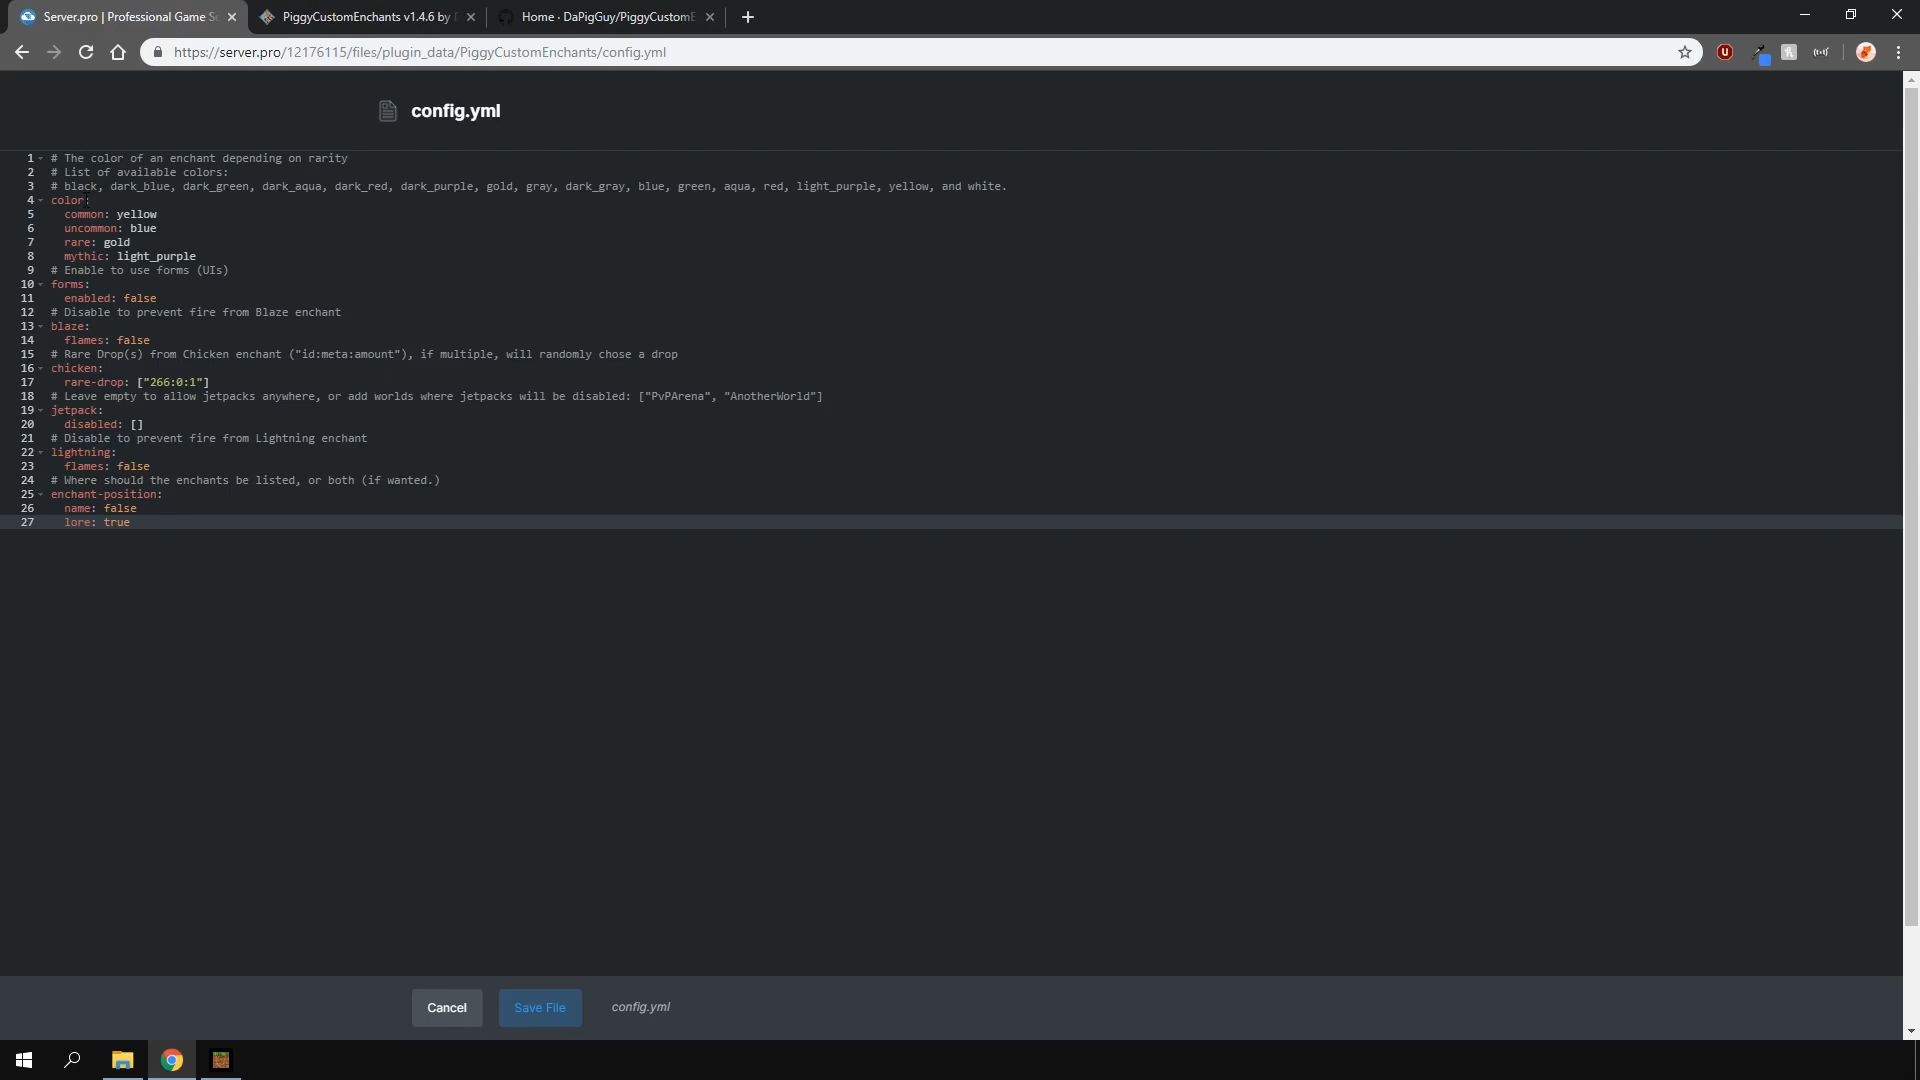 Server.pro | Professional Game S
PiggyCustomEnchants v1.4.6 by
Home · DaPigGuy/PiggyCustomE
https://server.pro/12176115/files/plugin_data/PiggyCustomEnchants/config.yml
config.yml
1 # The color of an enchant depending on rarity
2 # List of available colors:
3 # black, dark_blue, dark_green, dark_aqua, dark_red, dark_purple, gold, gray, dark_gray, blue, green, aqua, red, light_purple, yellow, and white.
4 color:
5 common: yellow
6 uncommon: blue
7 rare: gold
8 mythic: light_purple
9 # Enable to use forms (UIs)
10 forms:
11 enabled: false
12 # Disable to prevent fire from Blaze enchant
13 blaze:
14 flames: false
15 # Rare Drop(s) from Chicken enchant ("id:meta:amount"), if multiple, will randomly chose a drop
16 chicken:
17 rare-drop: ["266:0:1"]
18 # Leave empty to allow jetpacks anywhere, or add worlds where jetpacks will be disabled: ["PvPArena", "AnotherWorld"]
19 jetpack:
20 disabled: []
21 # Disable to prevent fire from Lightning enchant
22 lightning:
23 flames: false
24 # Where should the enchants be listed, or both (if wanted.)
25 enchant-position:
26 name: false
27 lore: true
Cancel
Save File
config.yml